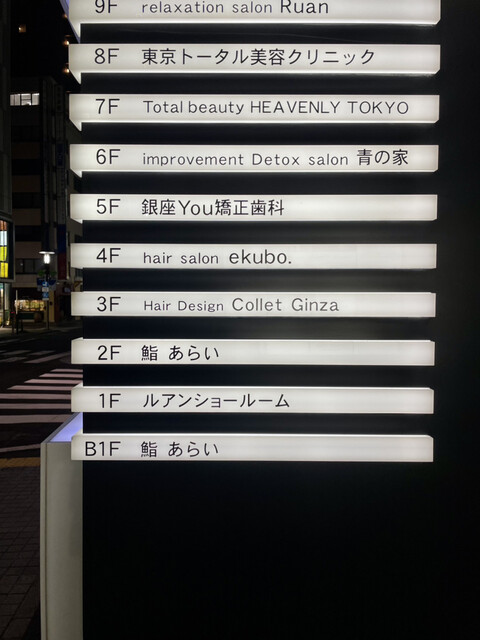 9F relaxation salon Ruan
8F 東京トータル美容クリニック
7F Total beauty HEAVENLY TOKYO
6F improvement Detox salon 青の家
5F 銀座You矯正歯科
4F hair salon ekubo.
3F Hair Design Collet Ginza
2F 鮨 あらい
1F ルアンショールーム
B1F 鮨 あらい